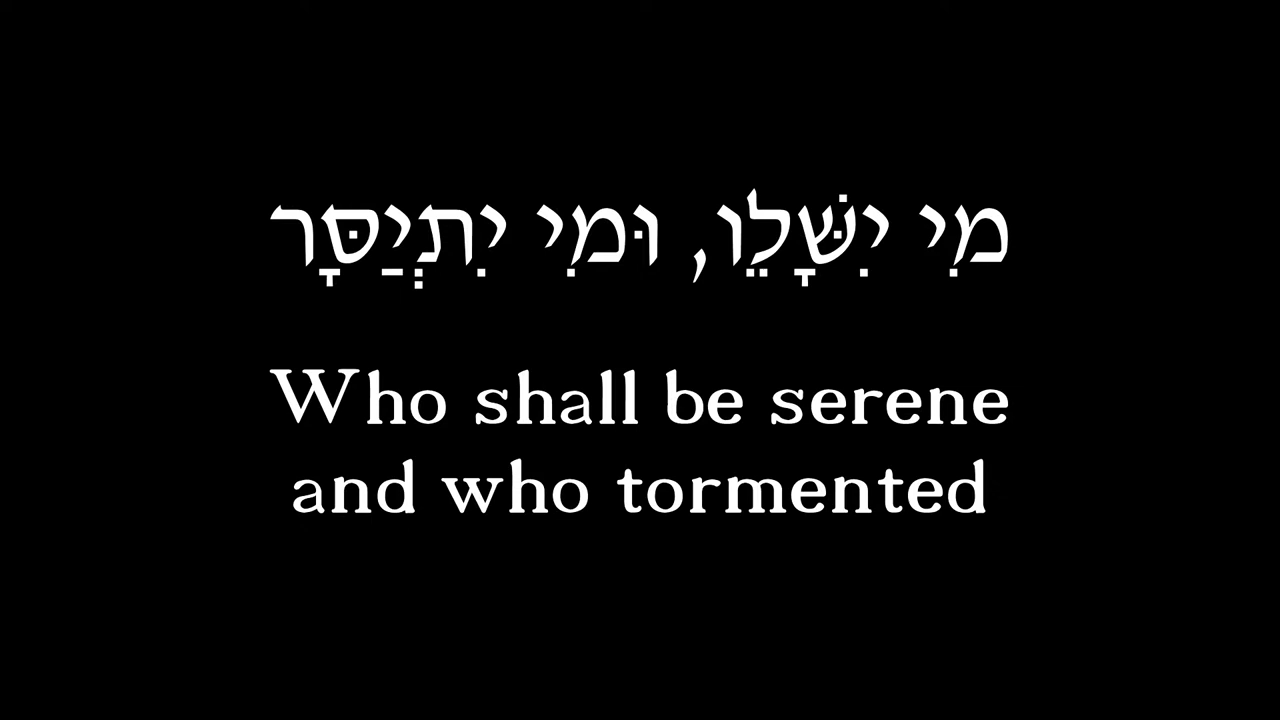 מִי יִשָּׁלֵו, וּמִי יִתְיַסָּר
Who shall be serene
and who tormented